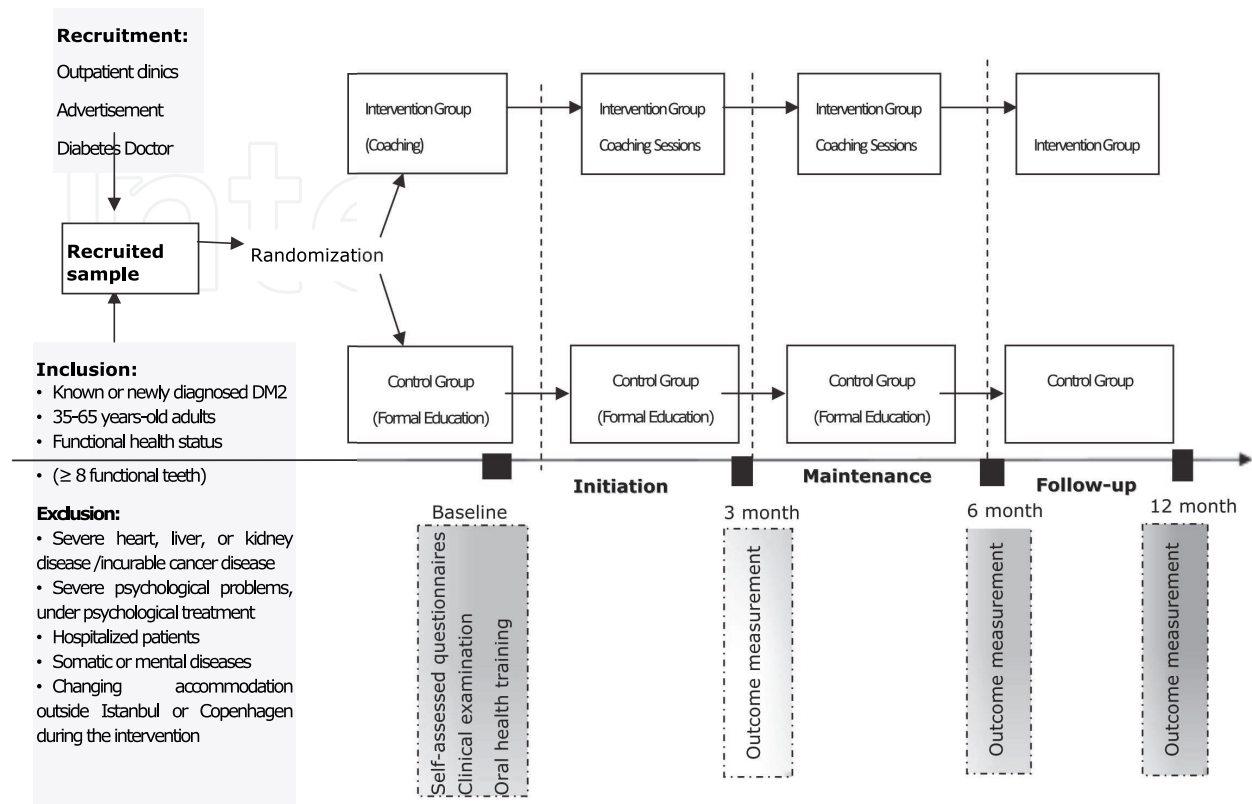 Recruitment:
Outpatient clinics
Advertisement
Diabetes Doctor
Recruited
sample
Randomization
Inclusion:
• Known or newly diagnosed DM2
• 35-65 years-old adults
• Functional health status
• (≥ 8 functional teeth)
Exclusion:
• Severe heart, liver, or kidney
disease /incurable cancer disease
• Severe psychological problems,
under psychological treatment
• Hospitalized patients
• Somatic or mental diseases
• Changing accommodation
outside Istanbul or Copenhagen
during the intervention
Intervention Group
(Coaching)
Intervention Group
Coaching Sessions
Intervention Group
Coaching Sessions
Intervention Group
Control Group
(Formal Education)
Control Group
(Formal Education)
Control Group
(Formal Education)
Control Group
Initiation
Maintenance
Follow-up
Baseline
3 month
6 month
12 month
Self-assessed questionnaires
Clinical examination
Oral health training
Outcome measurement
Outcome measurement
Outcome measurement